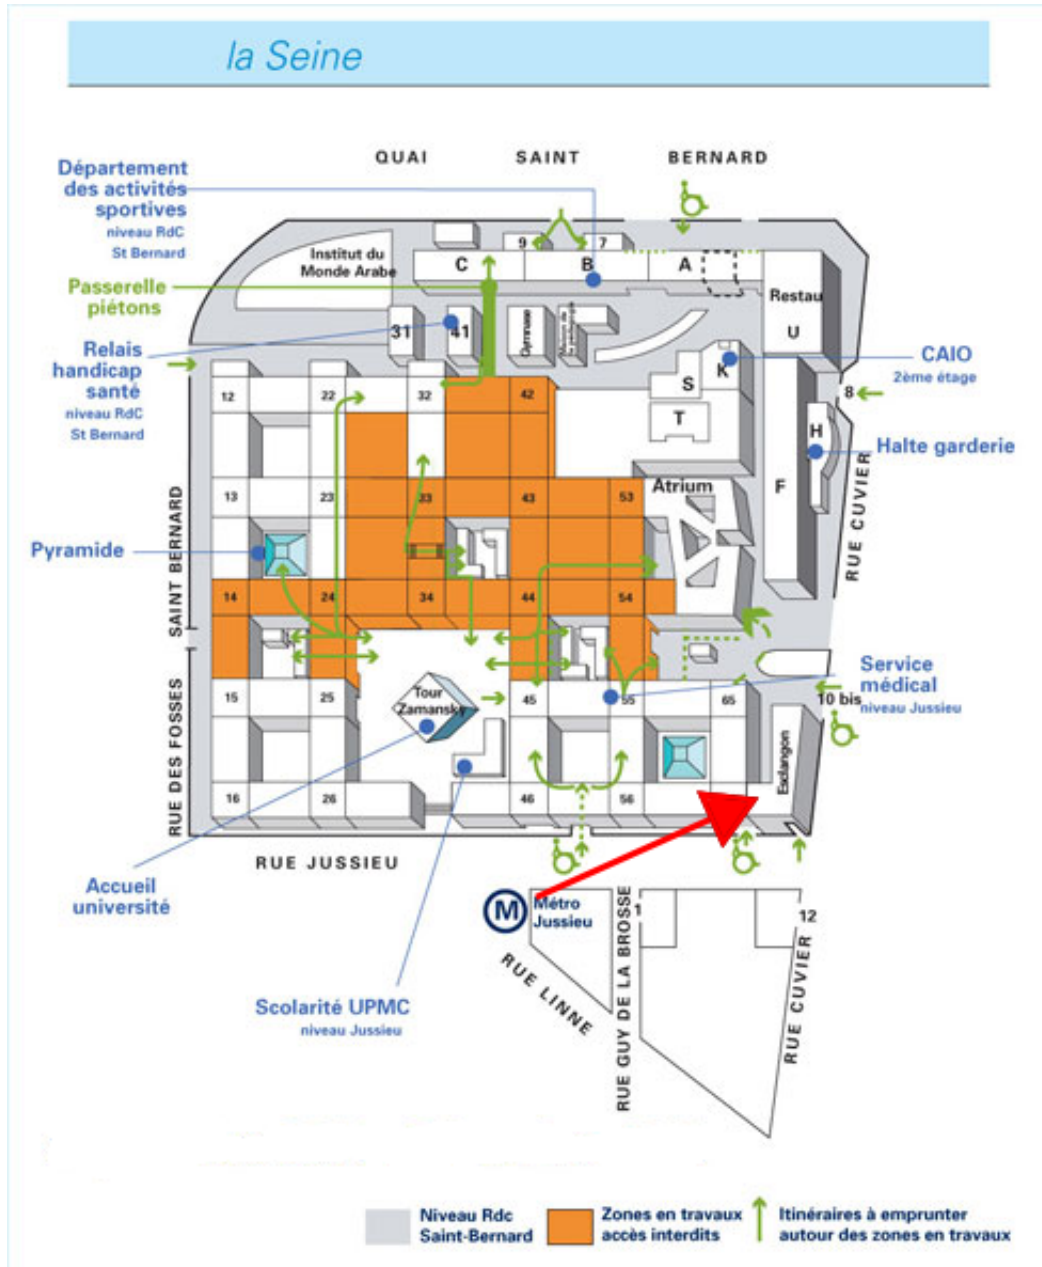 la Seine
QUAI SAINT BERNARD
Département
des activités
sportives
niveau RdC
St Bernard
Passerelle
piétons
Relais
handicap
santé
niveau RdC
St Bernard
Institut du
Monde Arabe
9
7
C
B
A
Restau
U
31
41
Gymnase
CAIO
2ème étage
S
K
T
8
H
Halte garderie
F
12
22
32
42
Atrium
13
23
33
43
53
Pyramide
SAINT BERNARD
RUE CUVIER
14
24
34
44
54
Service
médical
niveau Jussieu
15
25
Tour
Zamansky
45
55
65
10 bis
RUE DES FOSSES
Esclangon
16
26
46
56
RUE JUSSIEU
Accueil
université
M
Métro
Jussieu
1
12
RUE LINNE
RUE GUY DE LA BROSSE
RUE CUVIER
Scolarité UPMC
niveau Jussieu
Niveau Rdc
Saint-Bernard
Zones en travaux
accès interdits
Itinéraires à emprunter
autour des zones en travaux